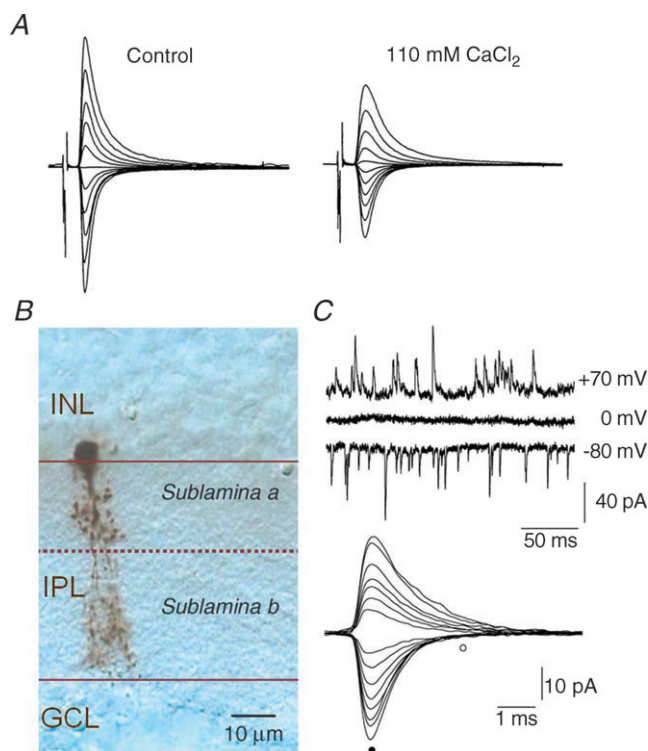 A
Control
110 mM CaCl₂
B
INL
Sublamina a
IPL
Sublamina b
GCL
10 µm
C
+70 mV
0 mV
-80 mV
40 pA
50 ms
10 pA
1 ms